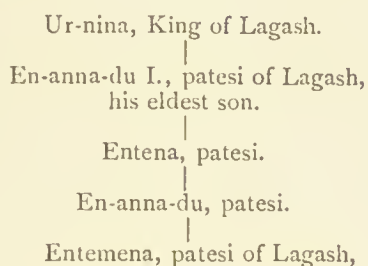 Ur-nina, King of Lagash.
En-anna-du I., patesi of Lagash,
his eldest son.
Entena, patesi.
En-anna-du, patesi.
Entemena, patesi of Lagash,